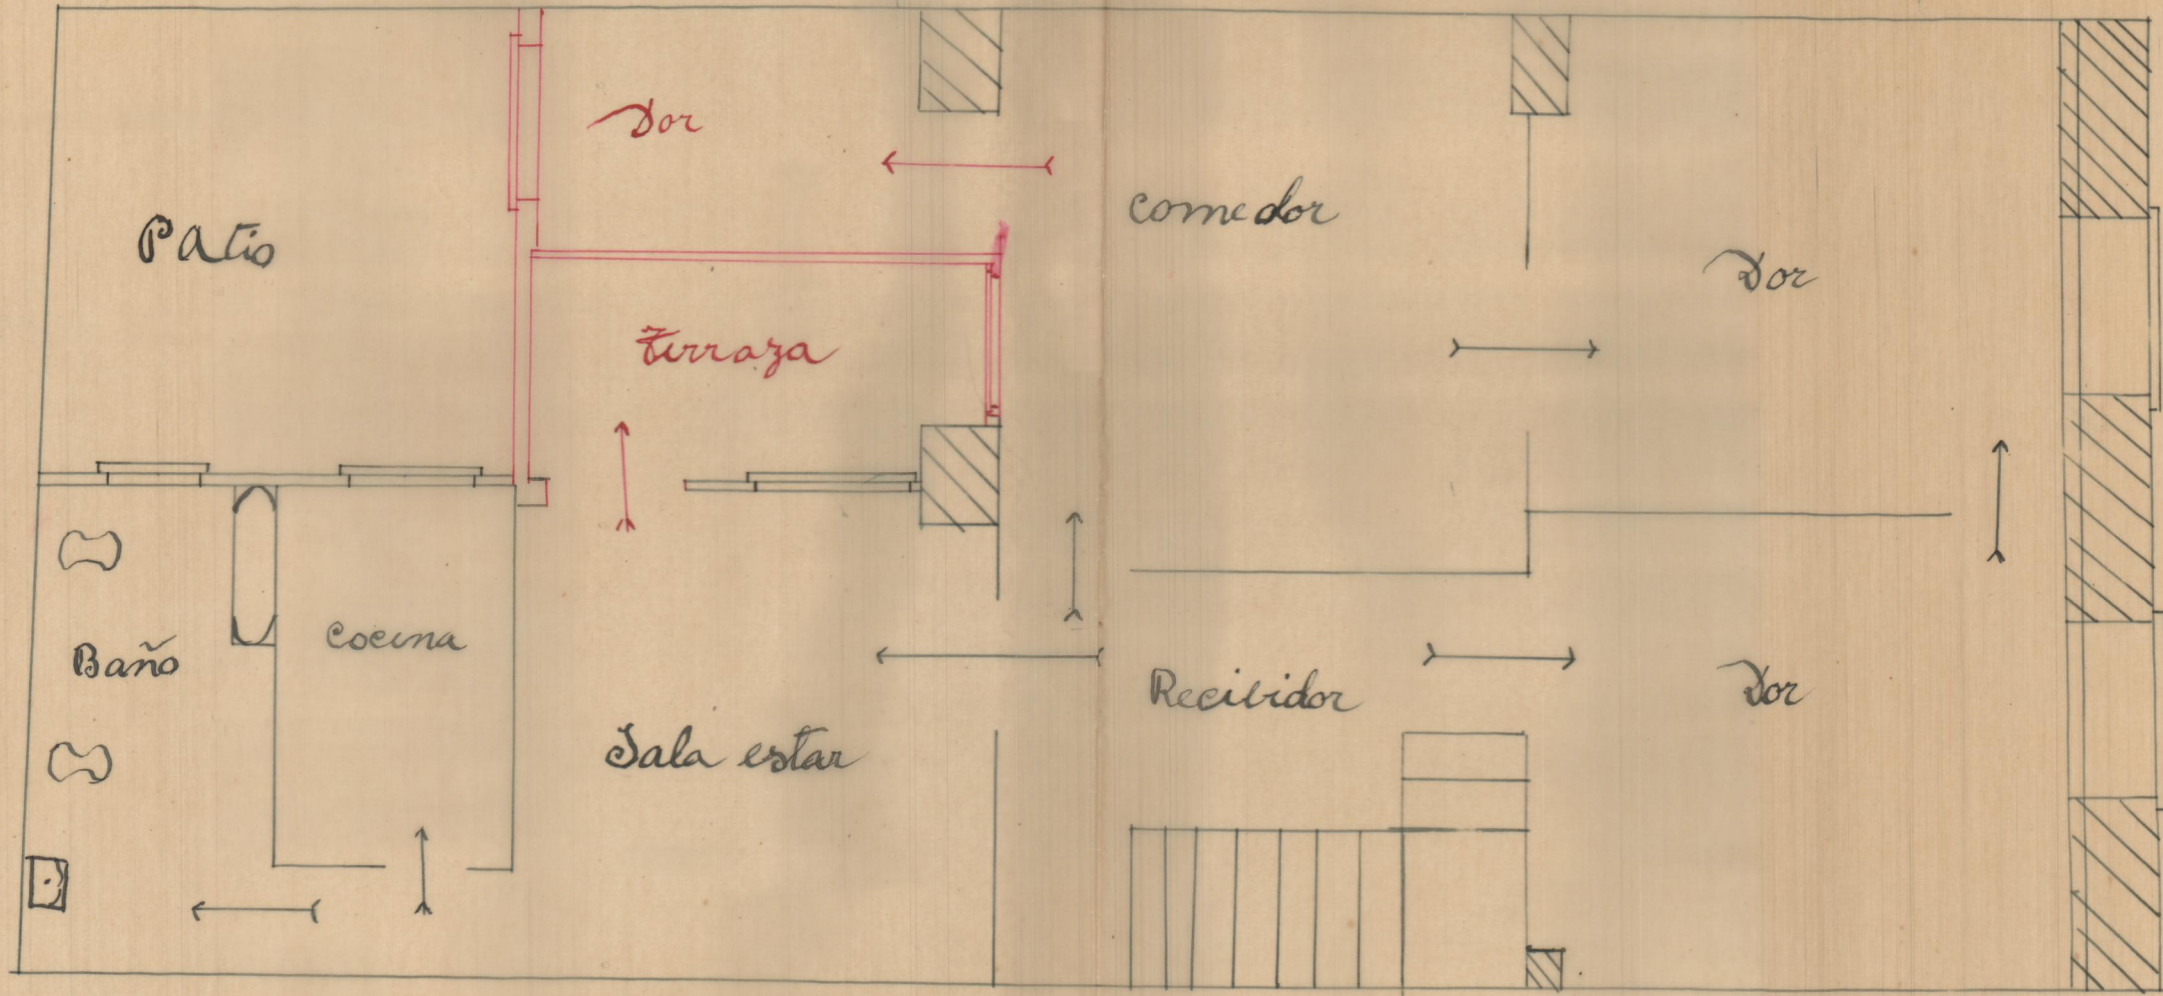 Dor
Patio
comedor
Dor
Terraza
Baño
cocina
Recibidor
Dor
Sala estar